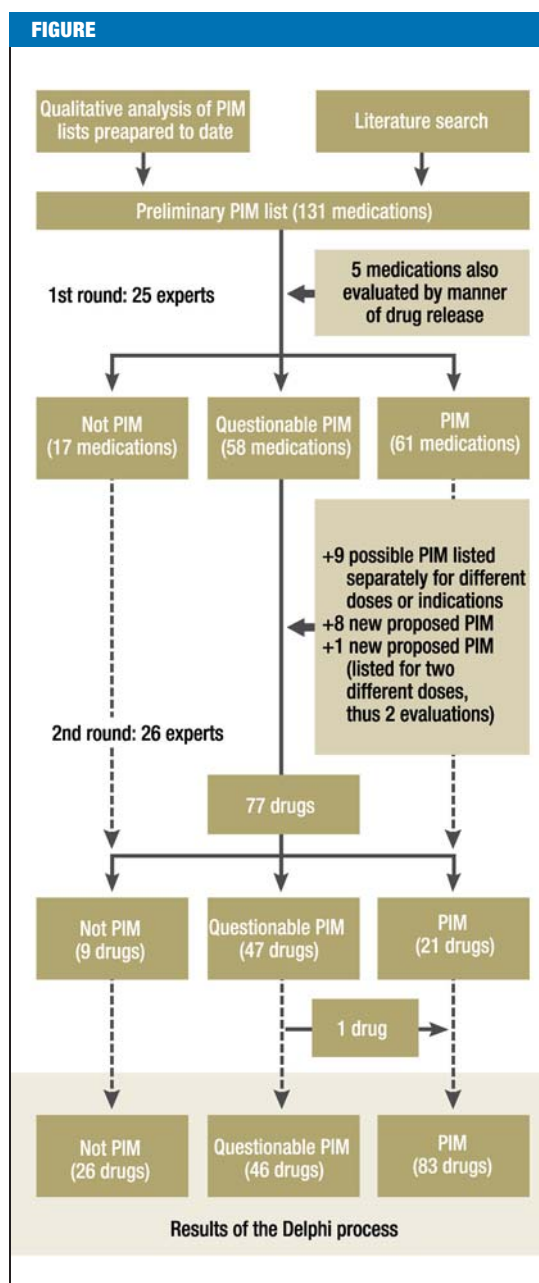 FIGURE
Qualitative analysis of PIM
lists preapared to date
Literature search
Preliminary PIM list (131 medications)
1st round: 25 experts
5 medications also
evaluated by manner
of drug release
Not PIM
(17 medications)
Questionable PIM
(58 medications)
PIM
(61 medications)
+9 possible PIM listed
separately for different
doses or indications
+8 new proposed PIM
+1 new proposed PIM
(listed for two
different doses,
thus 2 evaluations)
2nd round: 26 experts
77 drugs
Not PIM
(9 drugs)
Questionable PIM
(47 drugs)
PIM
(21 drugs)
1 drug
Not PIM
(26 drugs)
Questionable PIM
(46 drugs)
PIM
(83 drugs)
Results of the Delphi process